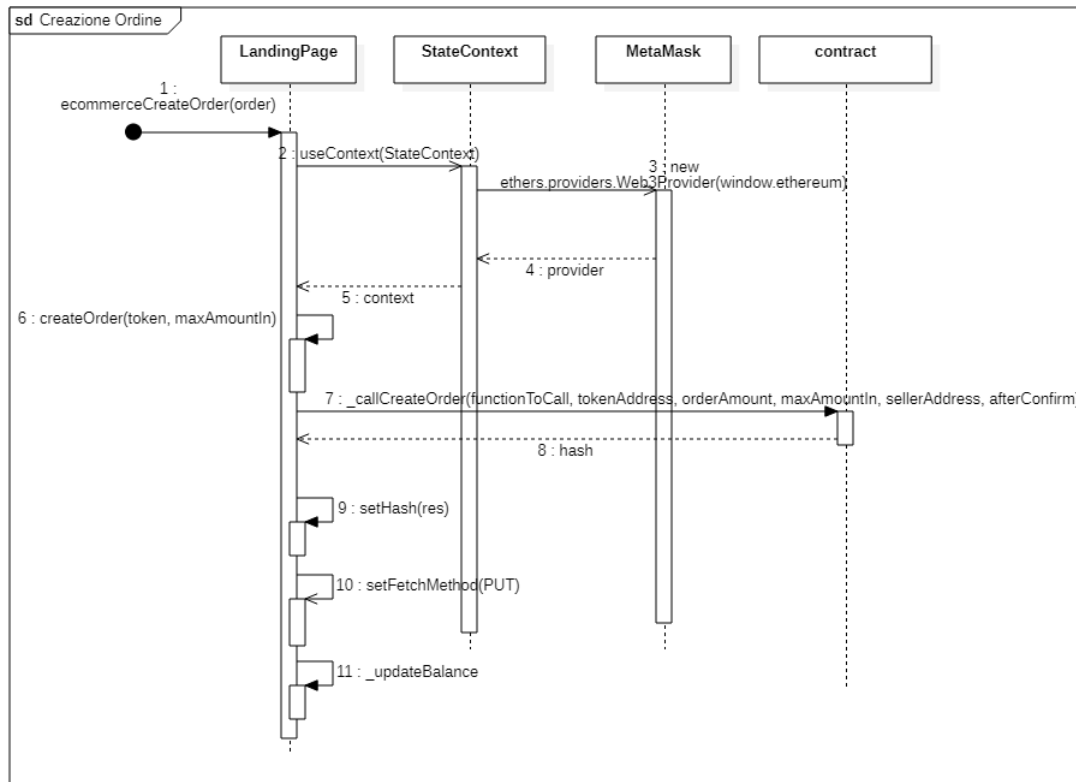 sd Creazione Ordine
LandingPage
StateContext
MetaMask
contract
1 :
ecommerceCreateOrder(order)
2 : useContext(StateContext)
3 : new
ethers.providers.Web3Provider(window.ethereum)
4 : provider
5 : context
6 : createOrder(token, maxAmountIn)
7 : _callCreateOrder(functionToCall, tokenAddress, orderAmount, maxAmountIn, sellerAddress, afterConfirm)
8 : hash
9 : setHash(res)
10 : setFetchMethod(PUT)
11 : _updateBalance